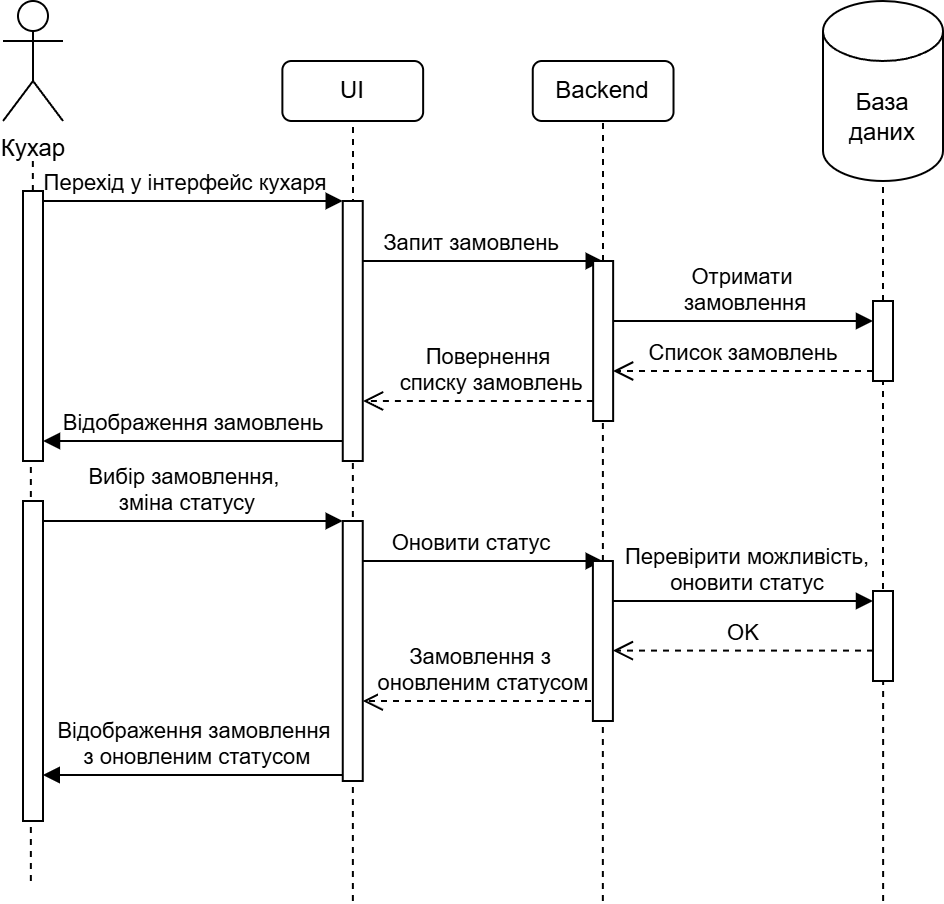 UI
Backend
База
даних
Кухар
Перехід у інтерфейс кухаря
Запит замовлень
Отримати
замовлення
Список замовлень
Повернення
списку замовлень
Відображення замовлень
Вибір замовлення,
зміна статусу
Оновити статус
Перевірити можливість,
оновити статус
OK
Замовлення з
оновленим статусом
Відображення замовлення
з оновленим статусом